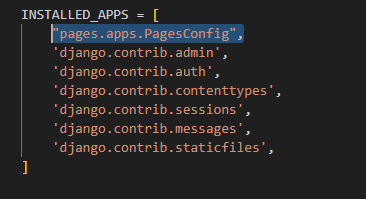 INSTALLED_APPS = [
"pages.apps.PagesConfig",
'django.contrib.admin',
'django.contrib.auth',
'django.contrib.contenttypes',
'django.contrib.sessions',
'django.contrib.messages',
'django.contrib.staticfiles',
]